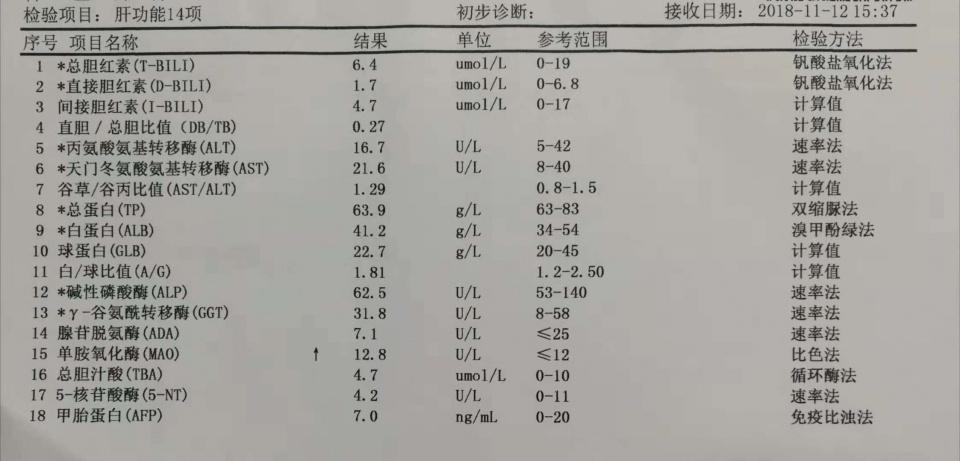 检验项目: 肝功能14项 初步诊断: 接收日期: 2018-11-12 15:37
序号 项目名称 结果 单位 参考范围 检验方法
1 *总胆红素(T-BILI) 6.4 umol/L 0-19 钒酸盐氧化法
2 *直接胆红素(D-BILI) 1.7 umol/L 0-6.8 钒酸盐氧化法
3 间接胆红素(I-BILI) 4.7 umol/L 0-17 计算值
4 直胆/总胆比值(DB/TB) 0.27 计算值
5 *丙氨酸氨基转移酶(ALT) 16.7 U/L 5-42 速率法
6 *天门冬氨酸氨基转移酶(AST) 21.6 U/L 8-40 速率法
7 谷草/谷丙比值(AST/ALT) 1.29 0.8-1.5 计算值
8 *总蛋白(TP) 63.9 g/L 63-83 双缩脲法
9 *白蛋白(ALB) 41.2 g/L 34-54 溴甲酚绿法
10 球蛋白(GLB) 22.7 g/L 20-45 计算值
11 白/球比值(A/G) 1.81 1.2-2.50 计算值
12 *碱性磷酸酶(ALP) 62.5 U/L 53-140 速率法
13 *γ-谷氨酰转移酶(GGT) 31.8 U/L 8-58 速率法
14 腺苷脱氨酶(ADA) 7.1 U/L ≤25 速率法
15 单胺氧化酶(MAO) ↑ 12.8 U/L ≤12 比色法
16 总胆汁酸(TBA) 4.7 umol/L 0-10 循环酶法
17 5-核苷酸酶(5-NT) 4.2 U/L 0-11 速率法
18 甲胎蛋白(AFP) 7.0 ng/mL 0-20 免疫比浊法